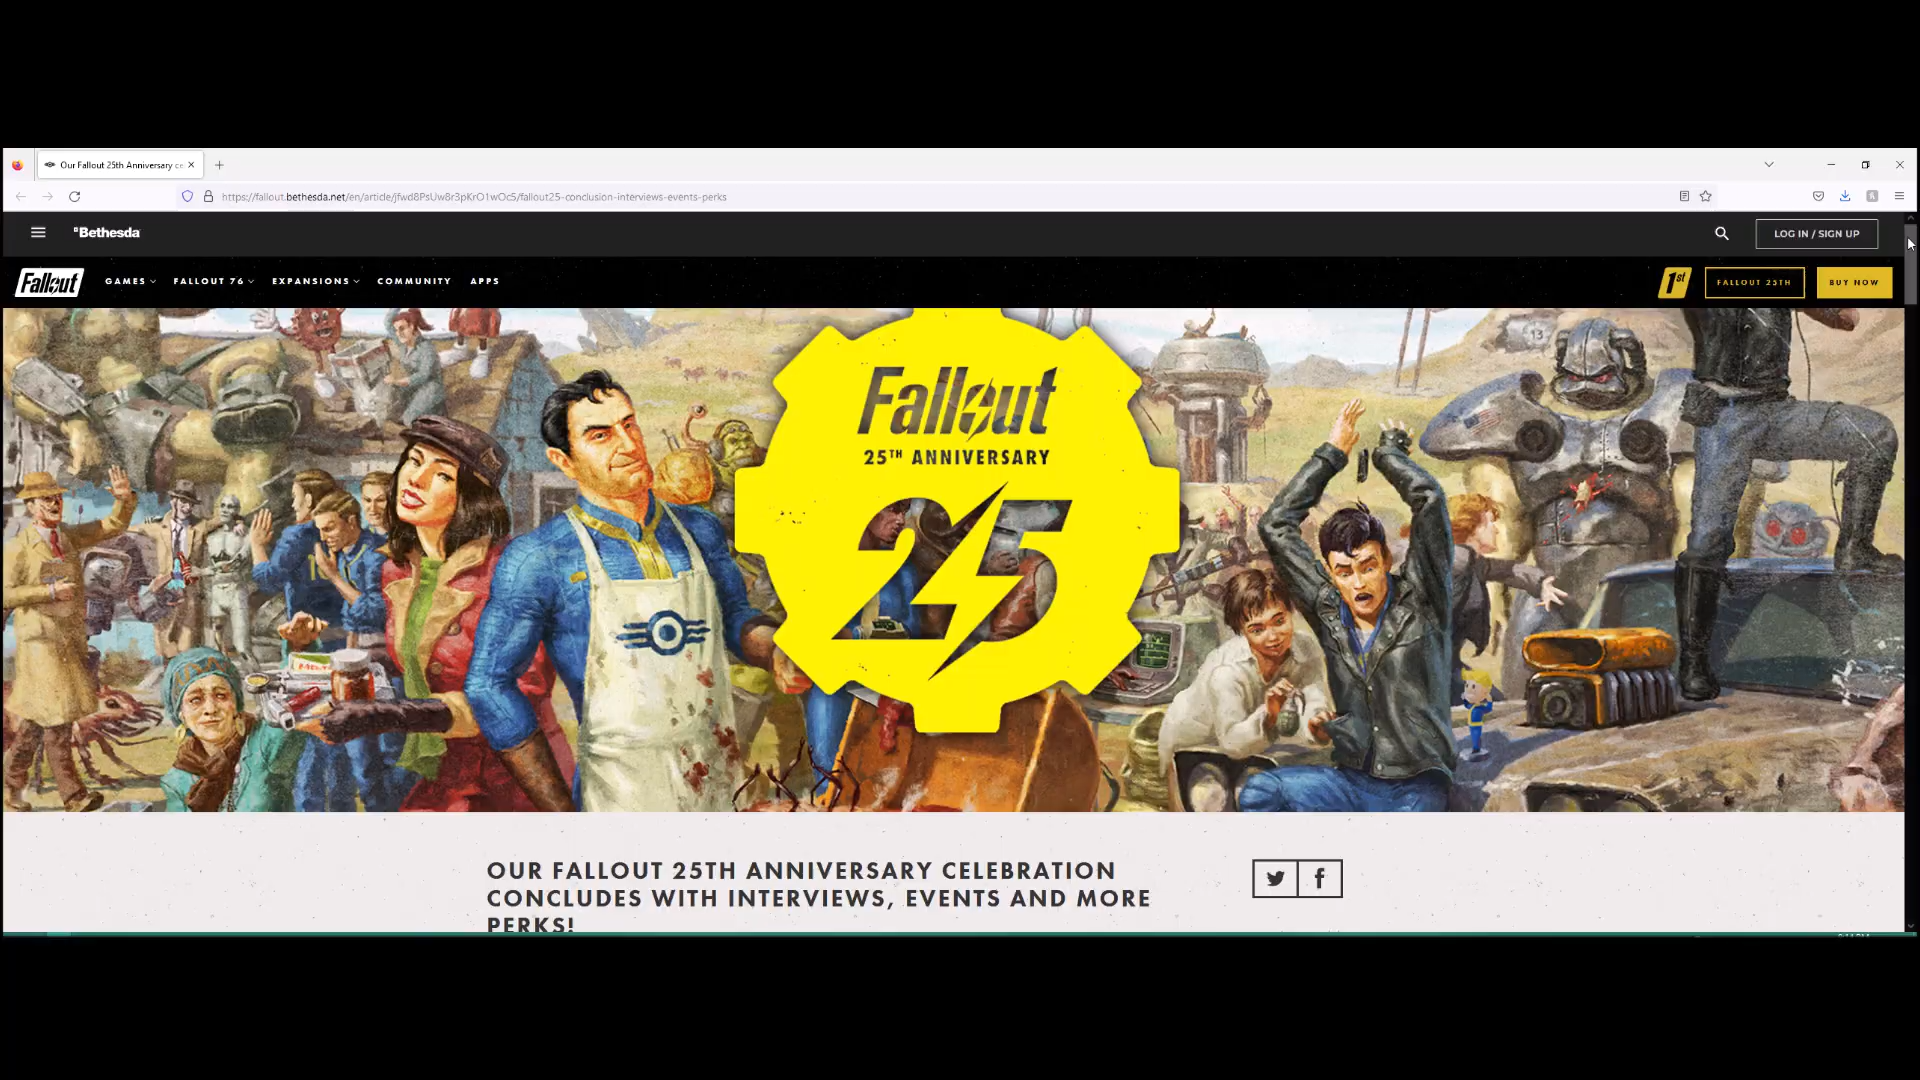 Our Fallout 25th Anniversary ce
https://fallout.bethesda.net/en/article/jfwd8PsUw8r3pKrO1wOc5/fallout25-conclusion-interviews-events-perks
Bethesda
LOG IN / SIGN UP
Fallout
GAMES
FALLOUT 76
EXPANSIONS
COMMUNITY
APPS
1st
FALLOUT 25TH
BUY NOW
Fallout
25TH ANNIVERSARY
25
13
OUR FALLOUT 25TH ANNIVERSARY CELEBRATION
CONCLUDES WITH INTERVIEWS, EVENTS AND MORE
PERKS!